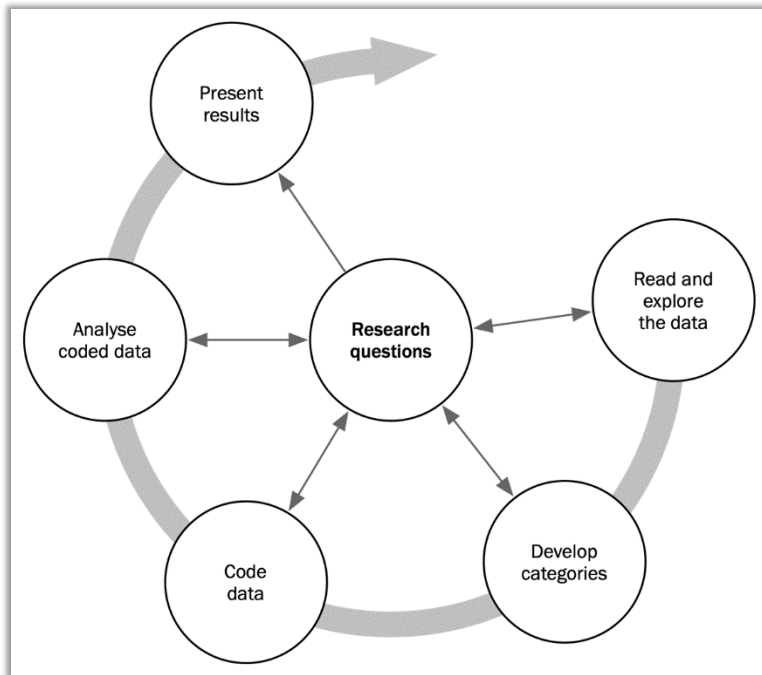 Present
results
Read and
explore
the data
Analyse
coded data
Research
questions
Develop
categories
Code
data